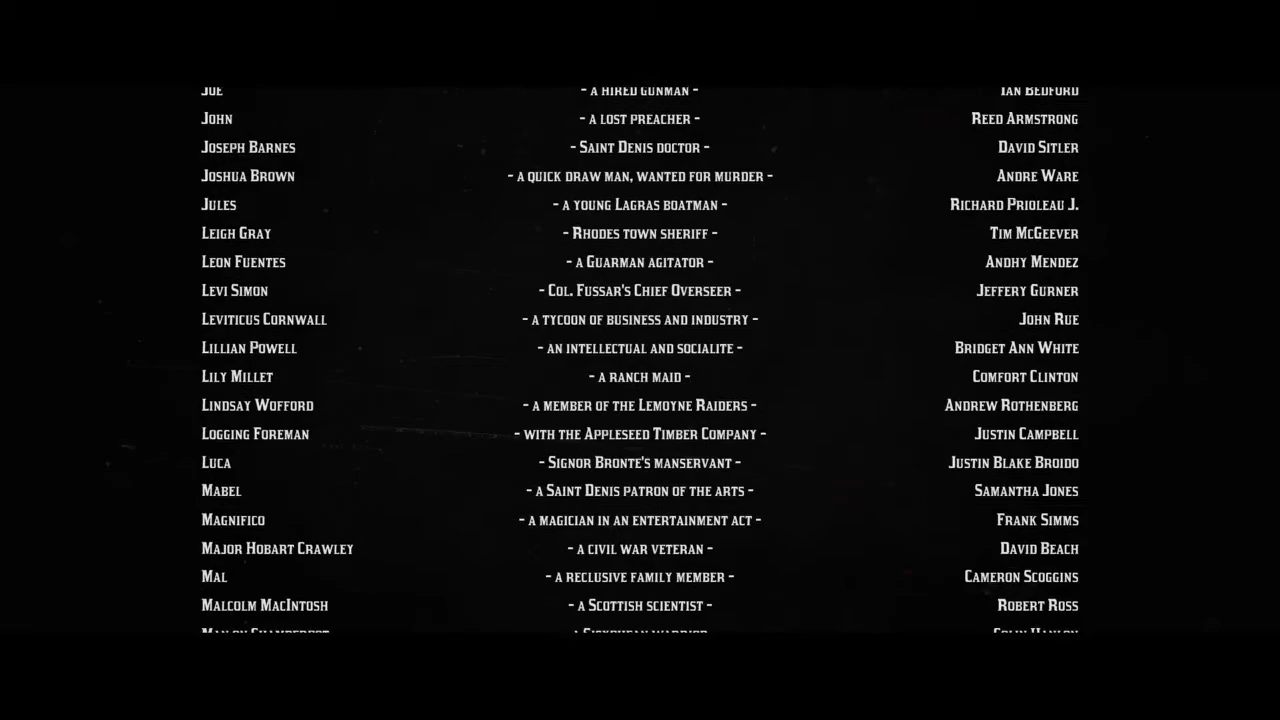 Joe - a hired gunman - Ian Bedford
John - a lost preacher - Reed Armstrong
Joseph Barnes - Saint Denis doctor - David Sitler
Joshua Brown - a quick draw man, wanted for murder - Andre Ware
Jules - a young Lagras boatman - Richard Prioleau J.
Leigh Gray - Rhodes town sheriff - Tim McGeever
Leon Fuentes - a Guarman agitator - Andhy Mendez
Levi Simon - Col. Fussar's Chief Overseer - Jeffery Gurner
Leviticus Cornwall - a tycoon of business and industry - John Rue
Lillian Powell - an intellectual and socialite - Bridget Ann White
Lily Millet - a ranch maid - Comfort Clinton
Lindsay Wofford - a member of the Lemoyne Raiders - Andrew Rothenberg
Logging Foreman - with the Appleseed Timber Company - Justin Campbell
Luca - Signor Bronte's manservant - Justin Blake Broido
Mabel - a Saint Denis patron of the arts - Samantha Jones
Magnifico - a magician in an entertainment act - Frank Simms
Major Hobart Crawley - a civil war veteran - David Beach
Mal - a reclusive family member - Cameron Scoggins
Malcolm MacIntosh - a Scottish scientist - Robert Ross